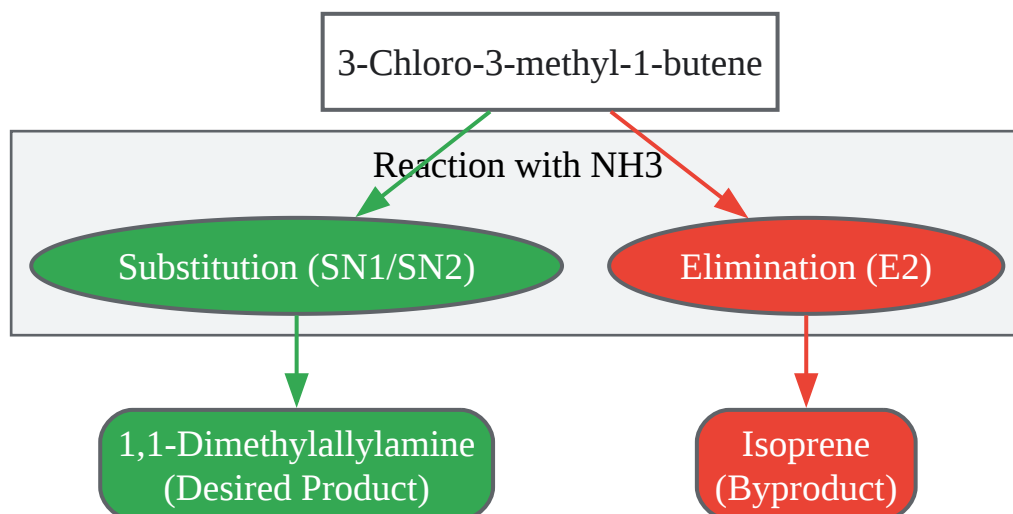 3-Chloro-3-methyl-1-butene
Reaction with NH3
Substitution (SN1/SN2)
Elimination (E2)
1,1-Dimethylallylamine
(Desired Product)
Isoprene
(Byproduct)